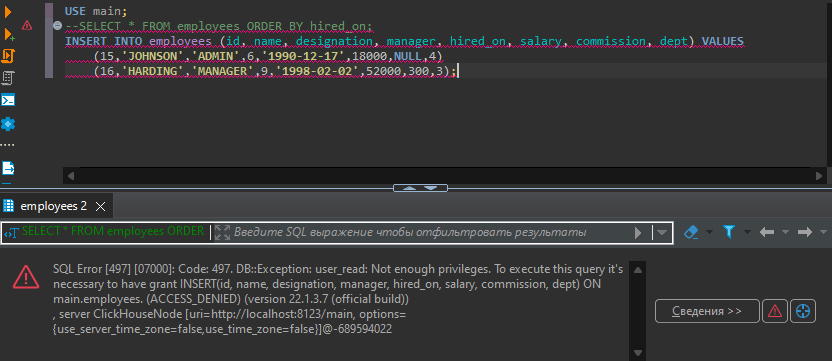 USE main;
--SELECT * FROM employees ORDER BY hired_on;
INSERT INTO employees (id, name, designation, manager, hired_on, salary, commission, dept) VALUES
(15,'JOHNSON','ADMIN',6,'1990-12-17',18000,NULL,4)
(16,'HARDING','MANAGER',9,'1998-02-02',52000,300,3);
employees 2
SELECT * FROM employees ORDER
Введите SQL выражение чтобы отфильтровать результаты
SQL Error [497] [07000]: Code: 497. DB::Exception: user_read: Not enough privileges. To execute this query it's
necessary to have grant INSERT(id, name, designation, manager, hired_on, salary, commission, dept) ON
main.employees. (ACCESS_DENIED) (version 22.1.3.7 (official build))
, server ClickHouseNode [uri=http://localhost:8123/main, options=
{use_server_time_zone=false,use_time_zone=false}]@-689594022
Сведения >>